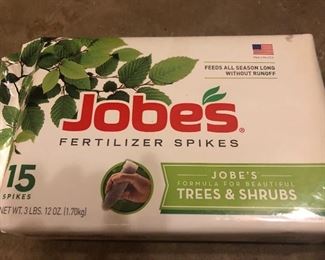 FEEDS ALL SEASON LONG
WITHOUT RUNOFF
Jobe's®
FERTILIZER SPIKES
15
SPIKES
JOBE'S
FORMULA FOR BEAUTIFUL
TREES & SHRUBS
NET WT. 3 LBS. 12 OZ. (1.70kg)